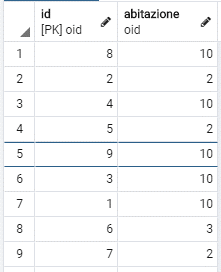 id abitazione
[PK] oid oid
1 8 10
2 2 2
3 4 10
4 5 2
5 9 10
6 3 10
7 1 10
8 6 3
9 7 2